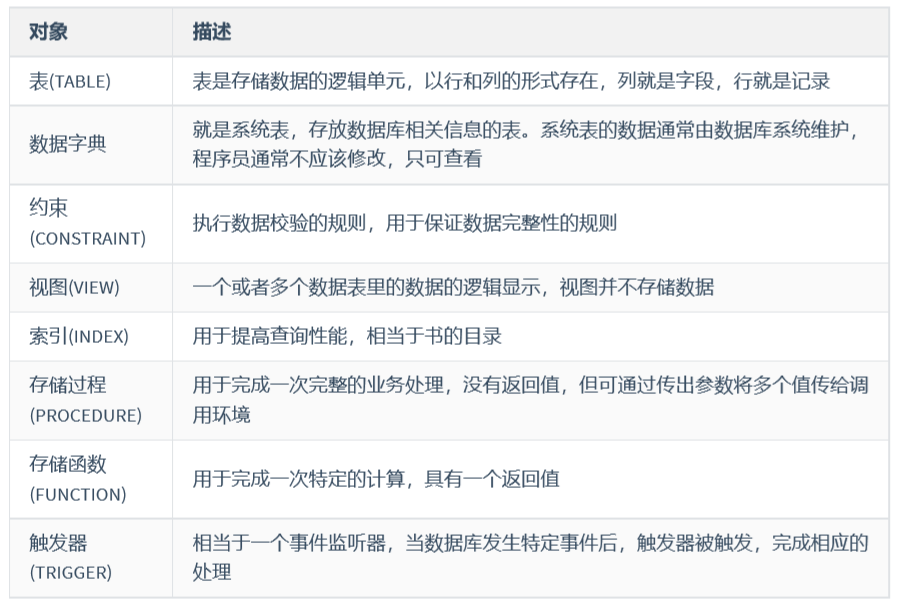 对象 描述
表(TABLE) 表是存储数据的逻辑单元，以行和列的形式存在，列就是字段，行就是记录
数据字典 就是系统表，存放数据库相关信息的表。系统表的数据通常由数据库系统维护，
程序员通常不应该修改，只可查看
约束
(CONSTRAINT) 执行数据校验的规则，用于保证数据完整性的规则
视图(VIEW) 一个或者多个数据表里的数据的逻辑显示，视图并不存储数据
索引(INDEX) 用于提高查询性能，相当于书的目录
存储过程
(PROCEDURE)
用于完成一次完整的业务处理，没有返回值，但可通过传出参数将多个值传给调
用环境
存储函数
(FUNCTION)
用于完成一次特定的计算，具有一个返回值
触发器
(TRIGGER)
相当于一个事件监听器，当数据库发生特定事件后，触发器被触发，完成相应的
处理